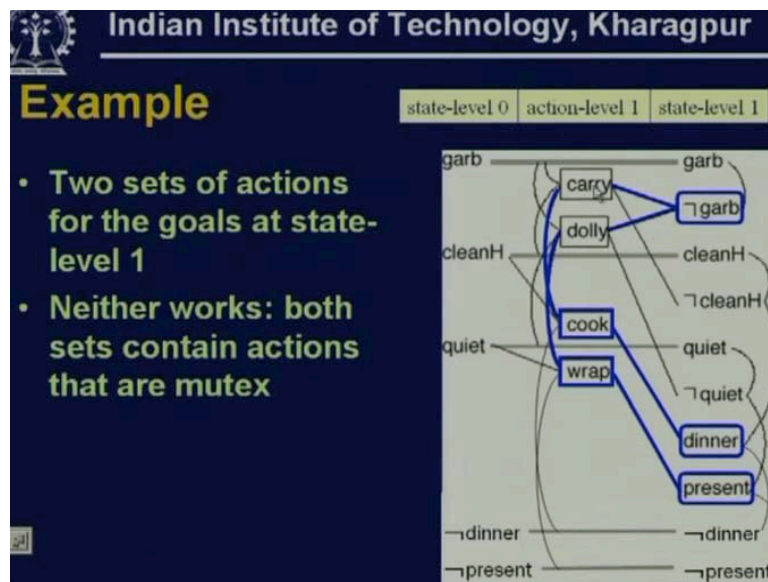 Indian Institute of Technology, Kharagpur
Example
state-level 0 action-level 1 state-level 1
• Two sets of actions
for the goals at state-
level 1
• Neither works: both
sets contain actions
that are mutex
garb
carry
garb
¬garb
dolly
cleanH
cleanH
¬cleanH
cook
quiet
quiet
wrap
¬quiet
dinner
present
¬dinner
¬dinner
¬present
¬present